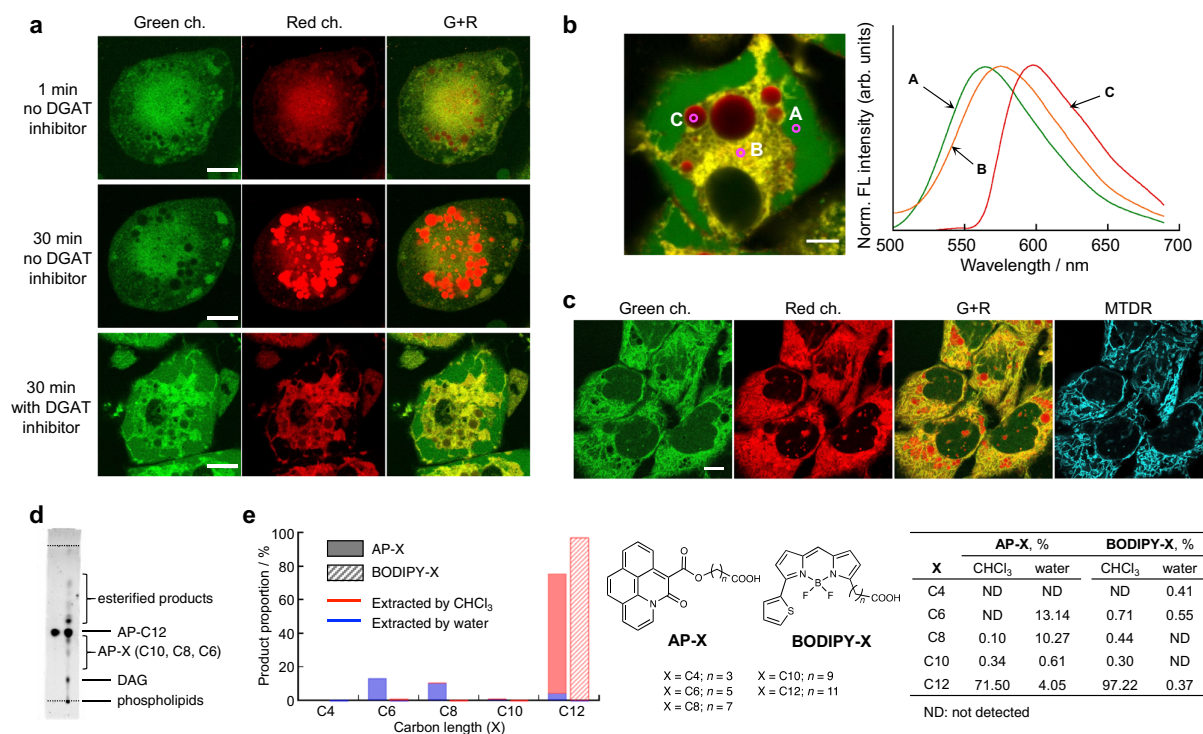 a
Green ch.
Red ch.
G+R
1 min
no DGAT
inhibitor
30 min
no DGAT
inhibitor
30 min
with DGAT
inhibitor
b
C
A
B
Norm. FL intensity (arb. units)
A
B
C
500
550
600
650
700
Wavelength / nm
c
Green ch.
Red ch.
G+R
MTDR
d
esterified products
AP-C12
AP-X (C10, C8, C6)
DAG
phospholipids
e
Product proportion / %
100
80
60
40
20
0
AP-X
BODIPY-X
Extracted by CHCl₃
Extracted by water
C4 C6 C8 C10 C12
Carbon length (X)
O
O
( )n COOH
N
O
AP-X
N
B
N
F
F
S
( )n COOH
BODIPY-X
X = C4; n = 3 X = C10; n = 9
X = C6; n = 5 X = C12; n = 11
X = C8; n = 7
AP-X, % BODIPY-X, %
X CHCl₃ water CHCl₃ water
C4 ND ND ND 0.41
C6 ND 13.14 0.71 0.55
C8 0.10 10.27 0.44 ND
C10 0.34 0.61 0.30 ND
C12 71.50 4.05 97.22 0.37
ND: not detected